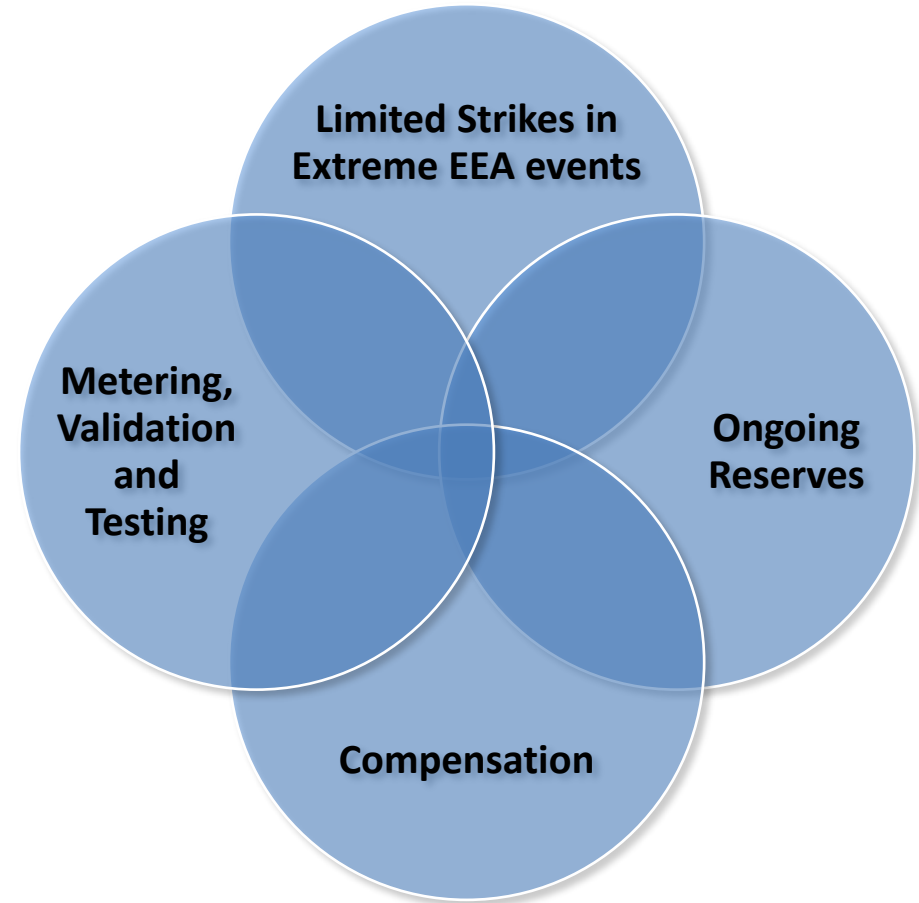 Limited Strikes in
Extreme EEA events
Metering,
Validation
and
Testing
Ongoing
Reserves
Compensation